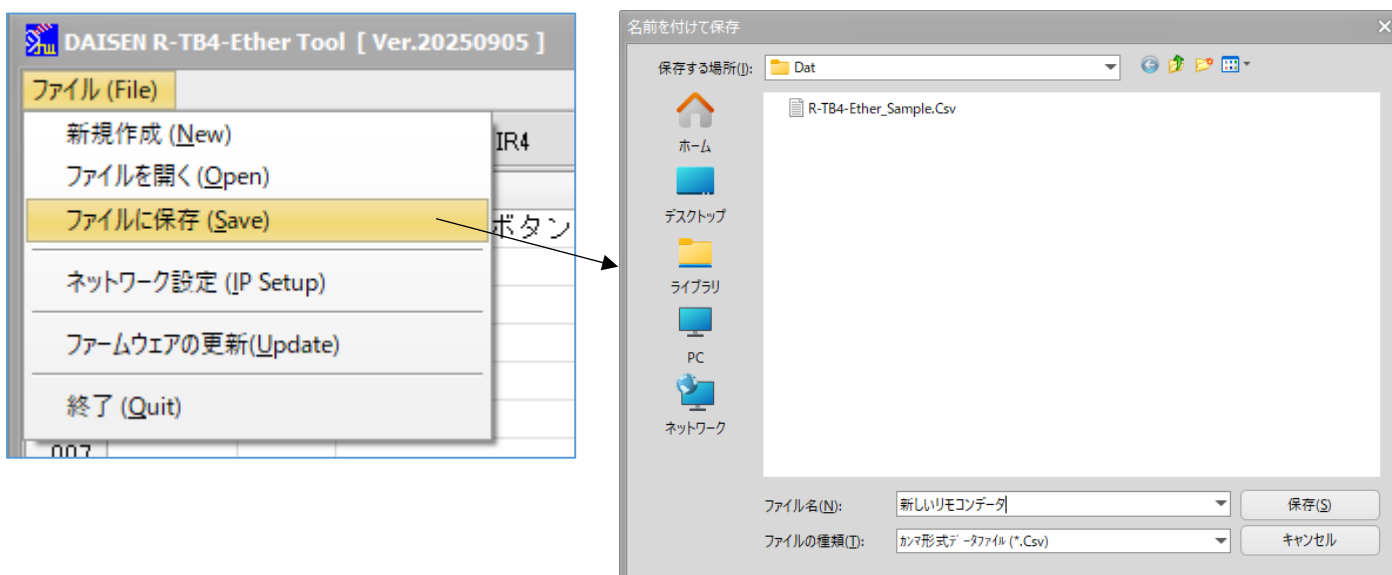 DAISEN R-TB4-Ether Tool [ Ver.20250905 ]
ファイル (File)
新規作成 (New)
ファイルを開く (Open)
ファイルに保存 (Save)
ネットワーク設定 (IP Setup)
ファームウェアの更新(Update)
終了 (Quit)
IR4
ボタン
007
名前を付けて保存
保存する場所(I):
Dat
R-TB4-Ether_Sample.Csv
ホーム
デスクトップ
ライブラリ
PC
ネットワーク
ファイル名(N):
新しいリモコンデータ
保存(S)
ファイルの種類(T):
ｶﾝﾏ形式ﾃﾞｰﾀﾌｧｲﾙ (*.Csv)
キャンセル